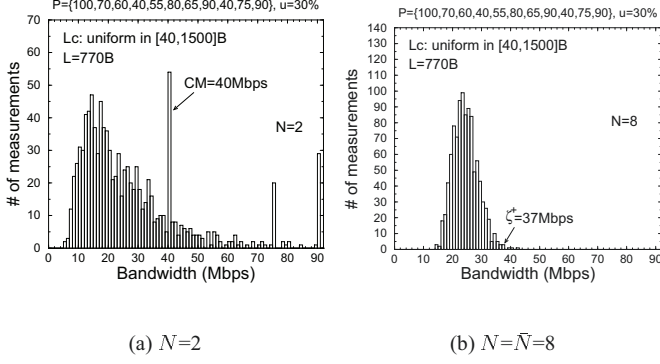 P={100,70,60,40,55,80,65,90,40,75,90}, u=30%
70
60
50
40
30
20
10
0
# of measurements
Lc: uniform in [40,1500]B
L=770B
CM=40Mbps
N=2
0 10 20 30 40 50 60 70 80 90
Bandwidth (Mbps)
(a) N=2
P={100,70,60,40,55,80,65,90,40,75,90}, u=30%
140
130
120
110
100
90
80
70
60
50
40
30
20
10
0
# of measurements
Lc: uniform in [40,1500]B
L=770B
N=8
ζ⁺=37Mbps
0 10 20 30 40 50 60 70 80 90
Bandwidth (Mbps)
(b) N=N̄=8